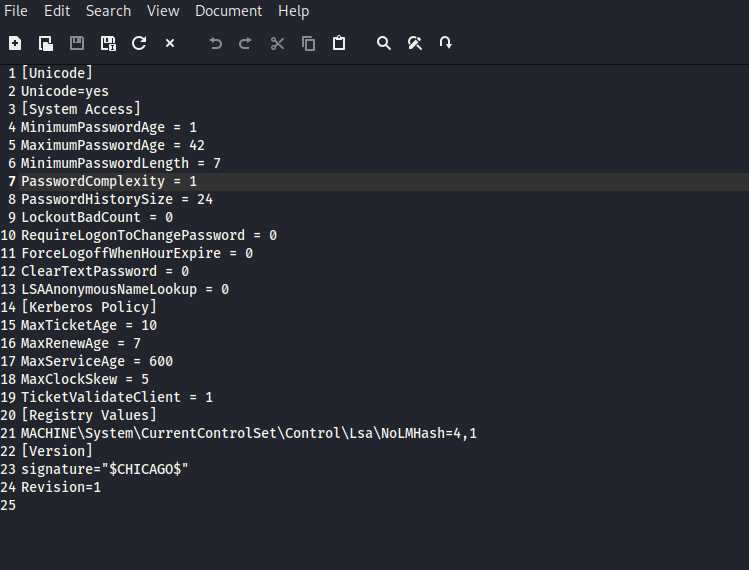 File Edit Search View Document Help
1 [Unicode]
2 Unicode=yes
3 [System Access]
4 MinimumPasswordAge = 1
5 MaximumPasswordAge = 42
6 MinimumPasswordLength = 7
7 PasswordComplexity = 1
8 PasswordHistorySize = 24
9 LockoutBadCount = 0
10 RequireLogonToChangePassword = 0
11 ForceLogoffWhenHourExpire = 0
12 ClearTextPassword = 0
13 LSAAnonymousNameLookup = 0
14 [Kerberos Policy]
15 MaxTicketAge = 10
16 MaxRenewAge = 7
17 MaxServiceAge = 600
18 MaxClockSkew = 5
19 TicketValidateClient = 1
20 [Registry Values]
21 MACHINE\System\CurrentControlSet\Control\Lsa\NoLMHash=4,1
22 [Version]
23 signature="$CHICAGO$"
24 Revision=1
25